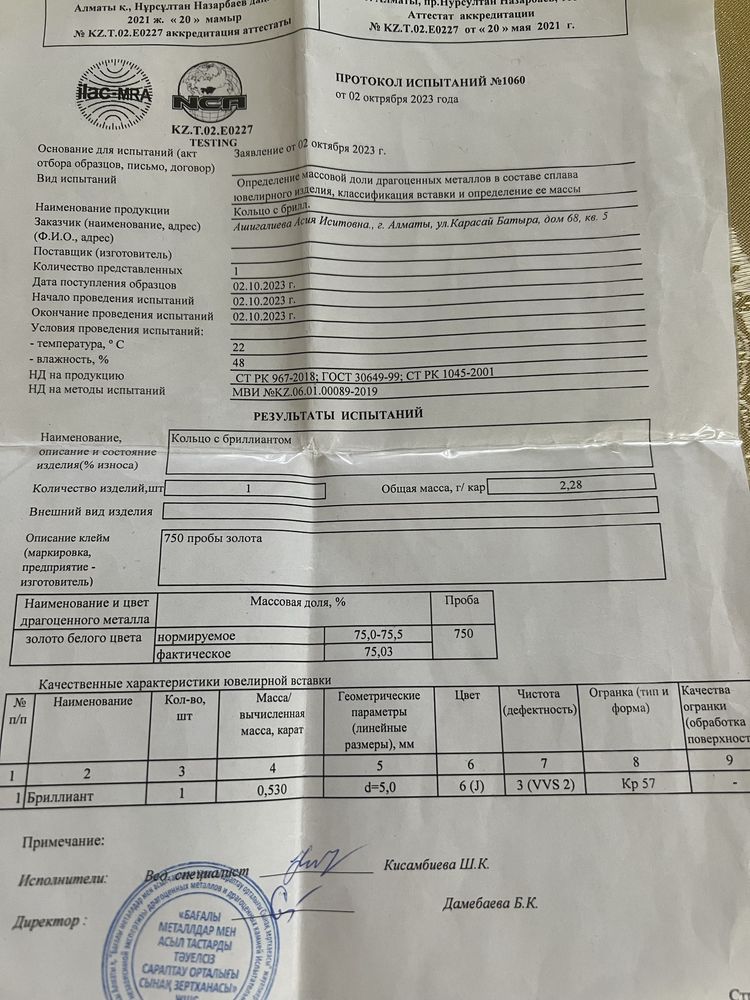 Алматы қ., Нұрсұлтан Назарбаев
2021 ж. « 20 » мамыр
№ KZ.T.02.E0227 аккредитация аттестаты
Алматы, пр.Нурсултан Назарбаев,
Аттестат аккредитации
№ KZ.T.02.E0227 от « 20 » мая 2021 г.
ilac-MRA
NCA
KZ.T.02.E0227
TESTING
ПРОТОКОЛ ИСПЫТАНИЙ №1060
от 02 октября 2023 года
Основание для испытаний (акт отбора образцов, письмо, договор) Заявление от 02 октября 2023 г.
Вид испытаний Определение массовой доли драгоценных металлов в составе сплава
ювелирного изделия, классификация вставки и определение ее массы
Наименование продукции Кольцо с брилл.
Заказчик (наименование, адрес) Ашигалиева Асия Иситовна., г. Алматы, ул.Карасай Батыра, дом 68, кв. 5
(Ф.И.О., адрес)
Поставщик (изготовитель)
Количество представленных 1
Дата поступления образцов 02.10.2023 г.
Начало проведения испытаний 02.10.2023 г.
Окончание проведения испытаний 02.10.2023 г.
Условия проведения испытаний:
- температура, º С 22
- влажность, % 48
НД на продукцию СТ РК 967-2018; ГОСТ 30649-99; СТ РК 1045-2001
НД на методы испытаний МВИ №KZ.06.01.00089-2019
РЕЗУЛЬТАТЫ ИСПЫТАНИЙ
Наименование, Кольцо с бриллиантом
описание и состояние
изделия(% износа)
Количество изделий,шт 1 Общая масса, г/ кар 2,28
Внешний вид изделия
Описание клейм 750 пробы золота
(маркировка,
предприятие -
изготовитель)
Наименование и цвет драгоценного металла Массовая доля, % Проба
золото белого цвета нормируемое 75,0-75,5 750
фактическое 75,03
Качественные характеристики ювелирной вставки
№ п/п Наименование Кол-во, шт Масса/ вычисленная масса, карат Геометрические параметры (линейные размеры), мм Цвет Чистота (дефектность) Огранка (тип и форма) Качества огранки (обработка поверхност
1 2 3 4 5 6 7 8 9
1 Бриллиант 1 0,530 d=5,0 6 (J) 3 (VVS 2) Кр 57 -
Примечание:
Исполнители: Вед. специалист Кисамбиева Ш.К.
Директор : Дамебаева Б.К.
«БАҒАЛЫ
МЕТАЛЛДАР МЕН
АСЫЛ ТАСТАРДЫ
ТӘУЕЛСІЗ
САРАПТАУ ОРТАЛЫҒЫ
СЫНАҚ ЗЕРТХАНАСЫ»
Ст